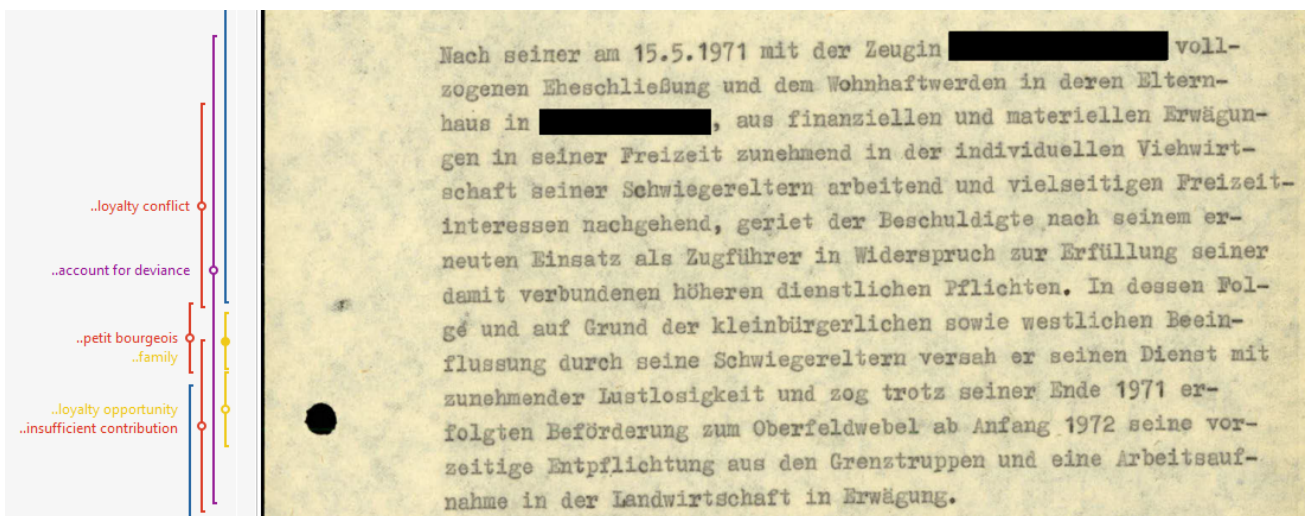 ..loyalty conflict
..account for deviance
..petit bourgeois
..family
..loyalty opportunity
..insufficient contribution
Nach seiner am 15.5.1971 mit der Zeugin voll-
zogenen Eheschließung und dem Wohnhaftwerden in deren Eltern-
haus in , aus finanziellen und materiellen Erwägun-
gen in seiner Freizeit zunehmend in der individuellen Viehwirt-
schaft seiner Schwiegereltern arbeitend und vielseitigen Freizeit-
interessen nachgehend, geriet der Beschuldigte nach seinem er-
neuten Einsatz als Zugführer in Widerspruch zur Erfüllung seiner
damit verbundenen höheren dienstlichen Pflichten. In dessen Fol-
ge und auf Grund der kleinbürgerlichen sowie westlichen Beein-
flussung durch seine Schwiegereltern versah er seinen Dienst mit
zunehmender Lustlosigkeit und zog trotz seiner Ende 1971 er-
folgten Beförderung zum Oberfeldwebel ab Anfang 1972 seine vor-
zeitige Entpflichtung aus den Grenztruppen und eine Arbeitsauf-
nahme in der Landwirtschaft in Erwägung.